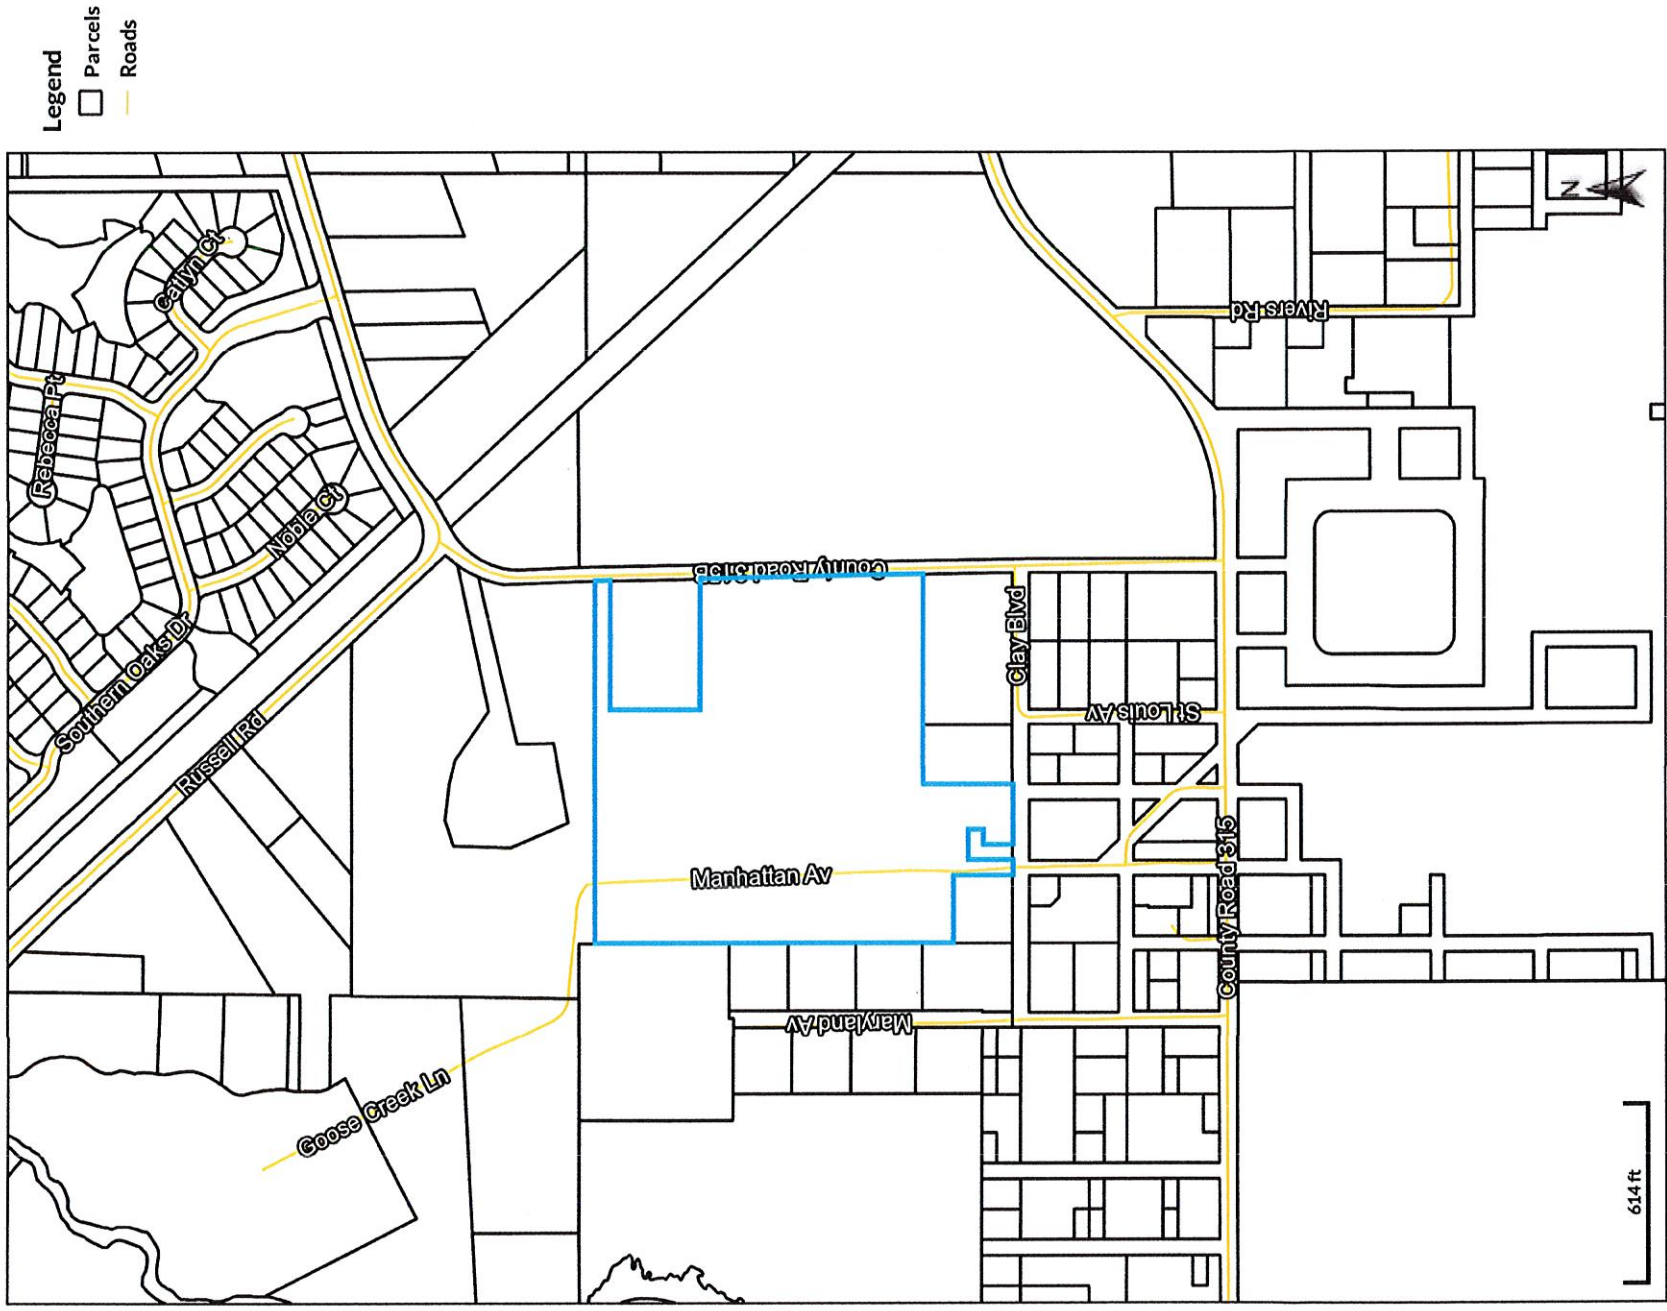 Legend
Parcels
Roads
Catlyn Ct
Rebecca Pt
Noble Ct
Southern Oaks Dr
Russell Rd
County Road 315B
Rivers Rd
Clay Blvd
St Louis Av
Manhattan Av
County Road 315
Maryland Av
Goose Creek Ln
N
614 ft